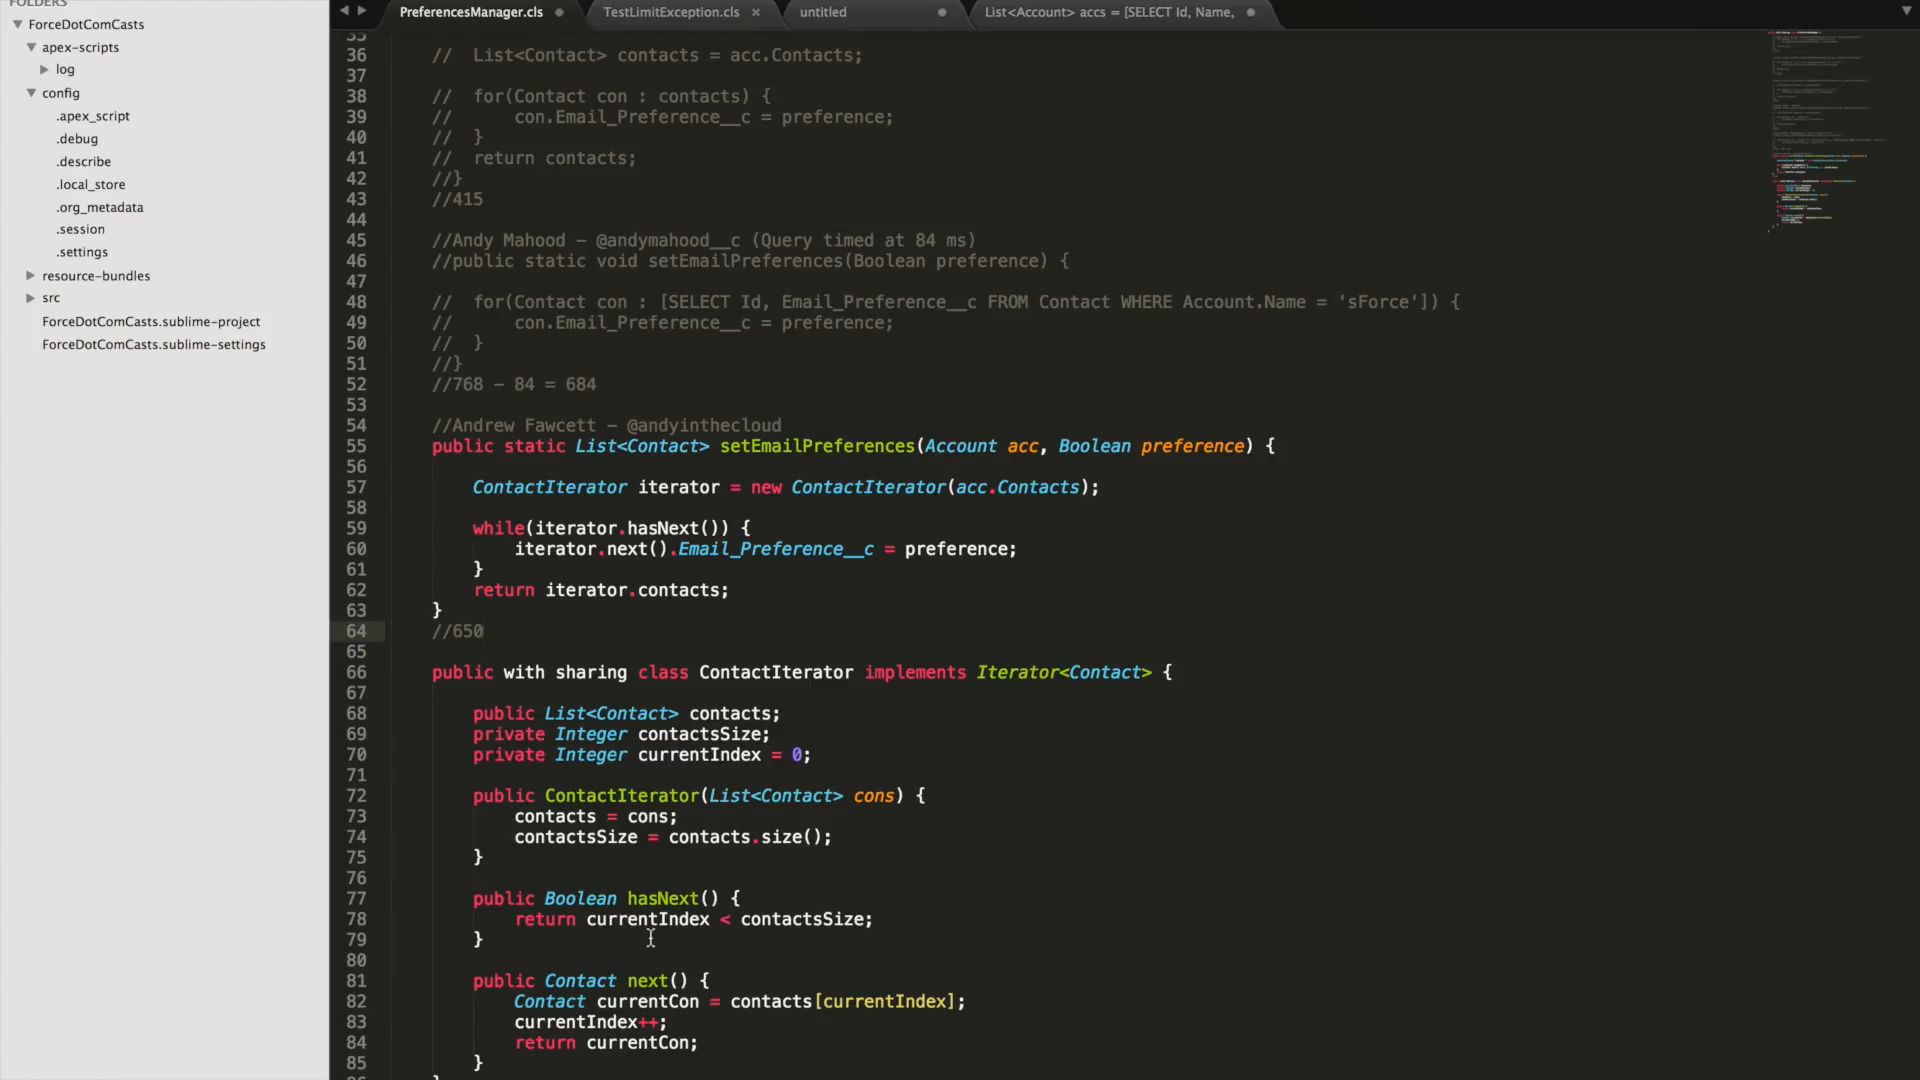 FOLDERS
ForceDotComCasts
apex-scripts
log
config
.apex_script
.debug
.describe
.local_store
.org_metadata
.session
.settings
resource-bundles
src
ForceDotComCasts.sublime-project
ForceDotComCasts.sublime-settings
PreferencesManager.cls
TestLimitException.cls
untitled
List<Account> accs = [SELECT Id, Name,
35
36 //  List<Contact> contacts = acc.Contacts;
37
38 //  for(Contact con : contacts) {
39 //      con.Email_Preference__c = preference;
40 //  }
41 //  return contacts;
42 //}
43 //415
44
45 //Andy Mahood – @andymahood__c (Query timed at 84 ms)
46 //public static void setEmailPreferences(Boolean preference) {
47
48 //  for(Contact con : [SELECT Id, Email_Preference__c FROM Contact WHERE Account.Name = 'sForce']) {
49 //      con.Email_Preference__c = preference;
50 //  }
51 //}
52 //768 - 84 = 684
53
54 //Andrew Fawcett – @andyinthecloud
55 public static List<Contact> setEmailPreferences(Account acc, Boolean preference) {
56
57     ContactIterator iterator = new ContactIterator(acc.Contacts);
58
59     while(iterator.hasNext()) {
60         iterator.next().Email_Preference__c = preference;
61     }
62     return iterator.contacts;
63 }
64 //650
65
66 public with sharing class ContactIterator implements Iterator<Contact> {
67
68     public List<Contact> contacts;
69     private Integer contactsSize;
70     private Integer currentIndex = 0;
71
72     public ContactIterator(List<Contact> cons) {
73         contacts = cons;
74         contactsSize = contacts.size();
75     }
76
77     public Boolean hasNext() {
78         return currentIndex < contactsSize;
79     }
80
81     public Contact next() {
82         Contact currentCon = contacts[currentIndex];
83         currentIndex++;
84         return currentCon;
85     }